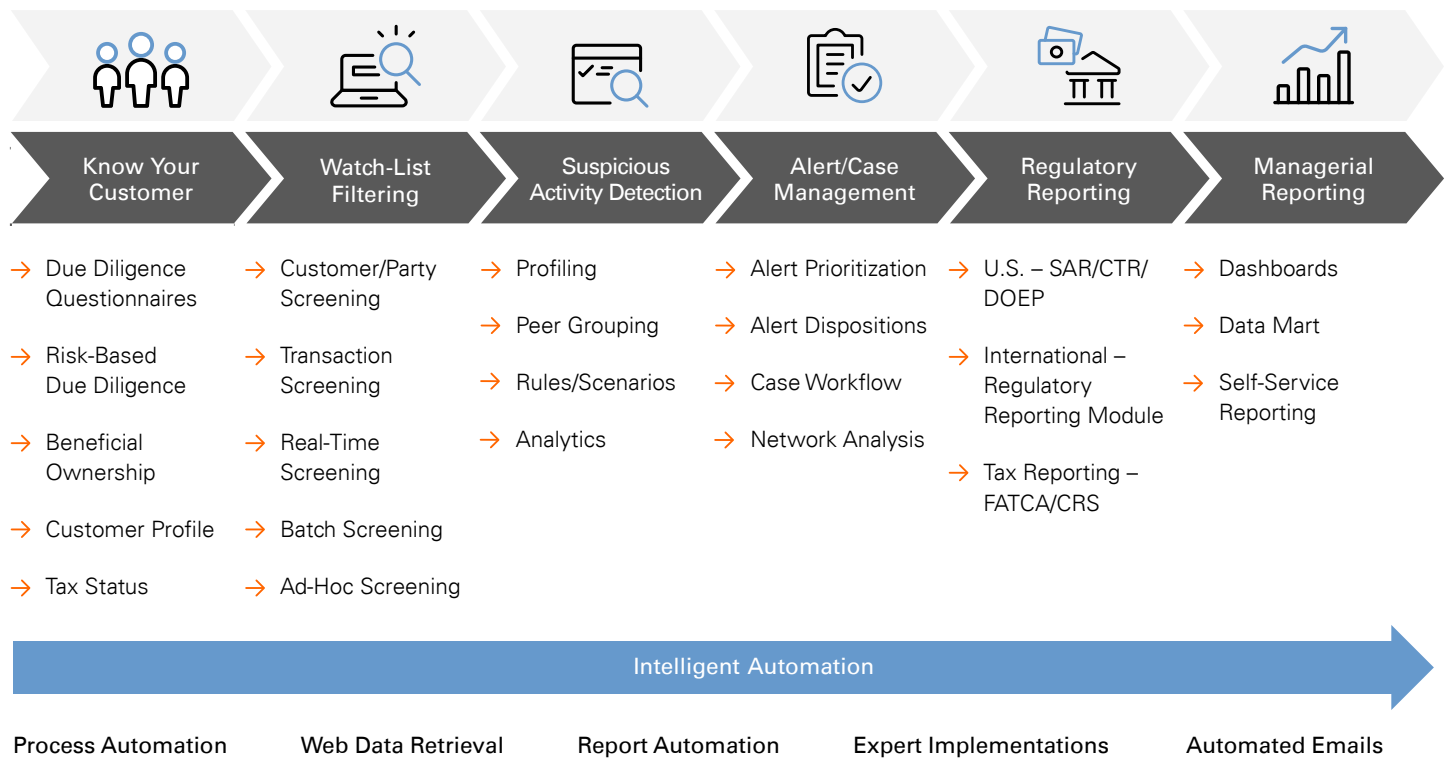 Know Your
Customer
Watch-List
Filtering
Suspicious
Activity Detection
Alert/Case
Management
Regulatory
Reporting
Managerial
Reporting
→ Due Diligence
Questionnaires
→ Risk-Based
Due Diligence
→ Beneficial
Ownership
→ Customer Profile
→ Tax Status
→ Customer/Party
Screening
→ Transaction
Screening
→ Real-Time
Screening
→ Batch Screening
→ Ad-Hoc Screening
→ Profiling
→ Peer Grouping
→ Rules/Scenarios
→ Analytics
→ Alert Prioritization
→ Alert Dispositions
→ Case Workflow
→ Network Analysis
→ U.S. – SAR/CTR/
DOEP
→ International –
Regulatory
Reporting Module
→ Tax Reporting –
FATCA/CRS
→ Dashboards
→ Data Mart
→ Self-Service
Reporting
Intelligent Automation
Process Automation
Web Data Retrieval
Report Automation
Expert Implementations
Automated Emails